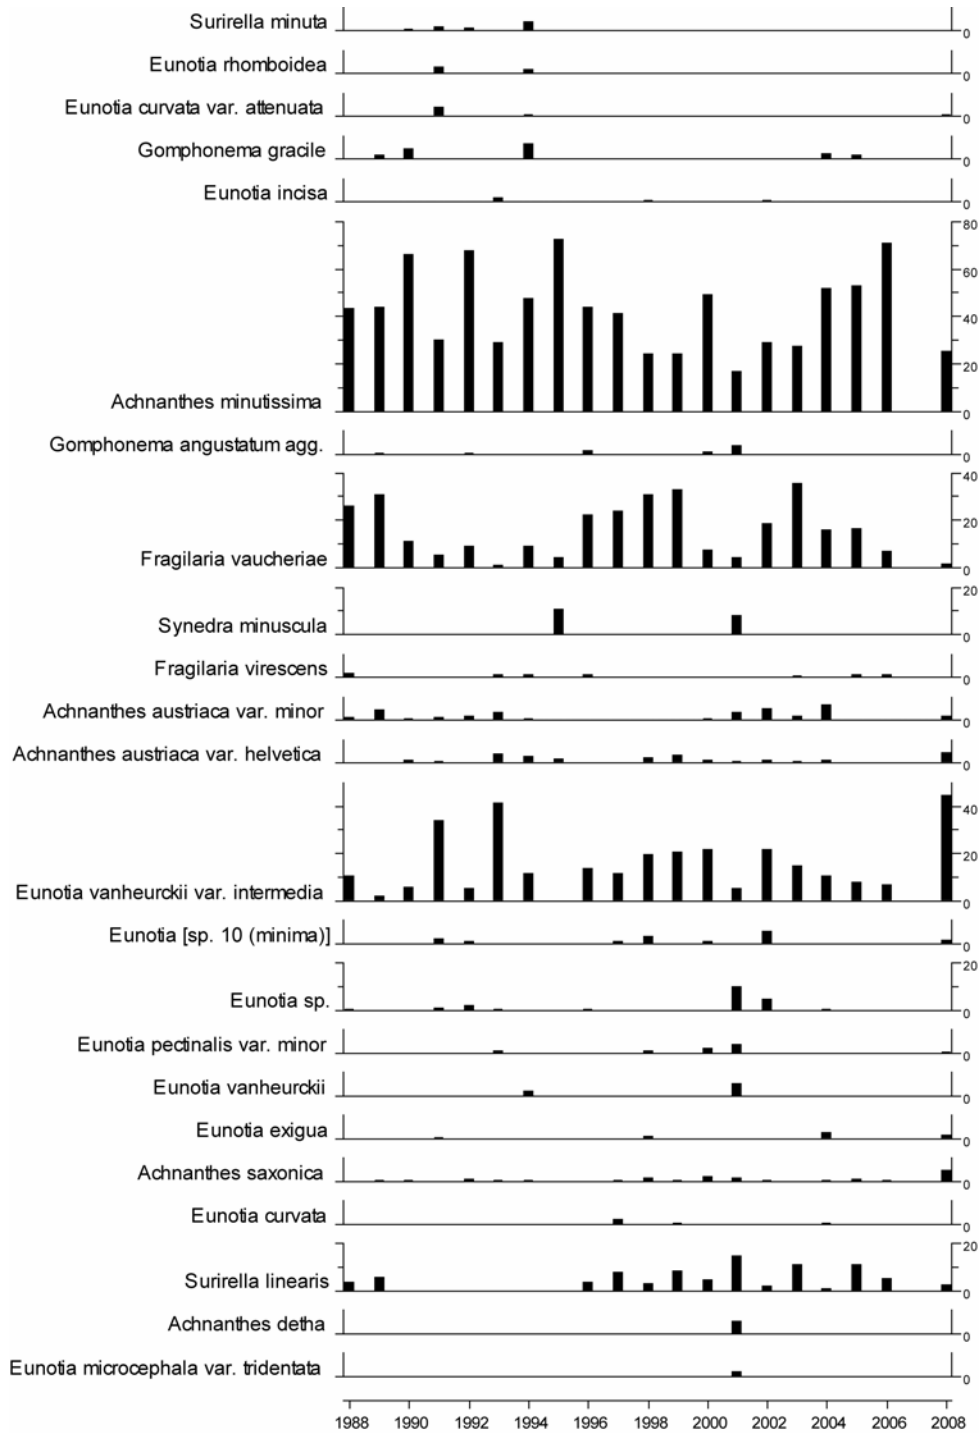 Surirella minuta
0
Eunotia rhomboidea
0
Eunotia curvata var. attenuata
0
Gomphonema gracile
0
Eunotia incisa
0
80
60
40
20
Achnanthes minutissima
0
Gomphonema angustatum agg.
0
40
20
Fragilaria vaucheriae
0
20
Synedra minuscula
0
Fragilaria virescens
0
Achnanthes austriaca var. minor
0
Achnanthes austriaca var. helvetica
0
40
20
Eunotia vanheurckii var. intermedia
0
Eunotia [sp. 10 (minima)]
0
20
Eunotia sp.
0
Eunotia pectinalis var. minor
0
Eunotia vanheurckii
0
Eunotia exigua
0
Achnanthes saxonica
0
Eunotia curvata
0
20
Surirella linearis
0
Achnanthes detha
0
Eunotia microcephala var. tridentata
0
1988 1990 1992 1994 1996 1998 2000 2002 2004 2006 2008